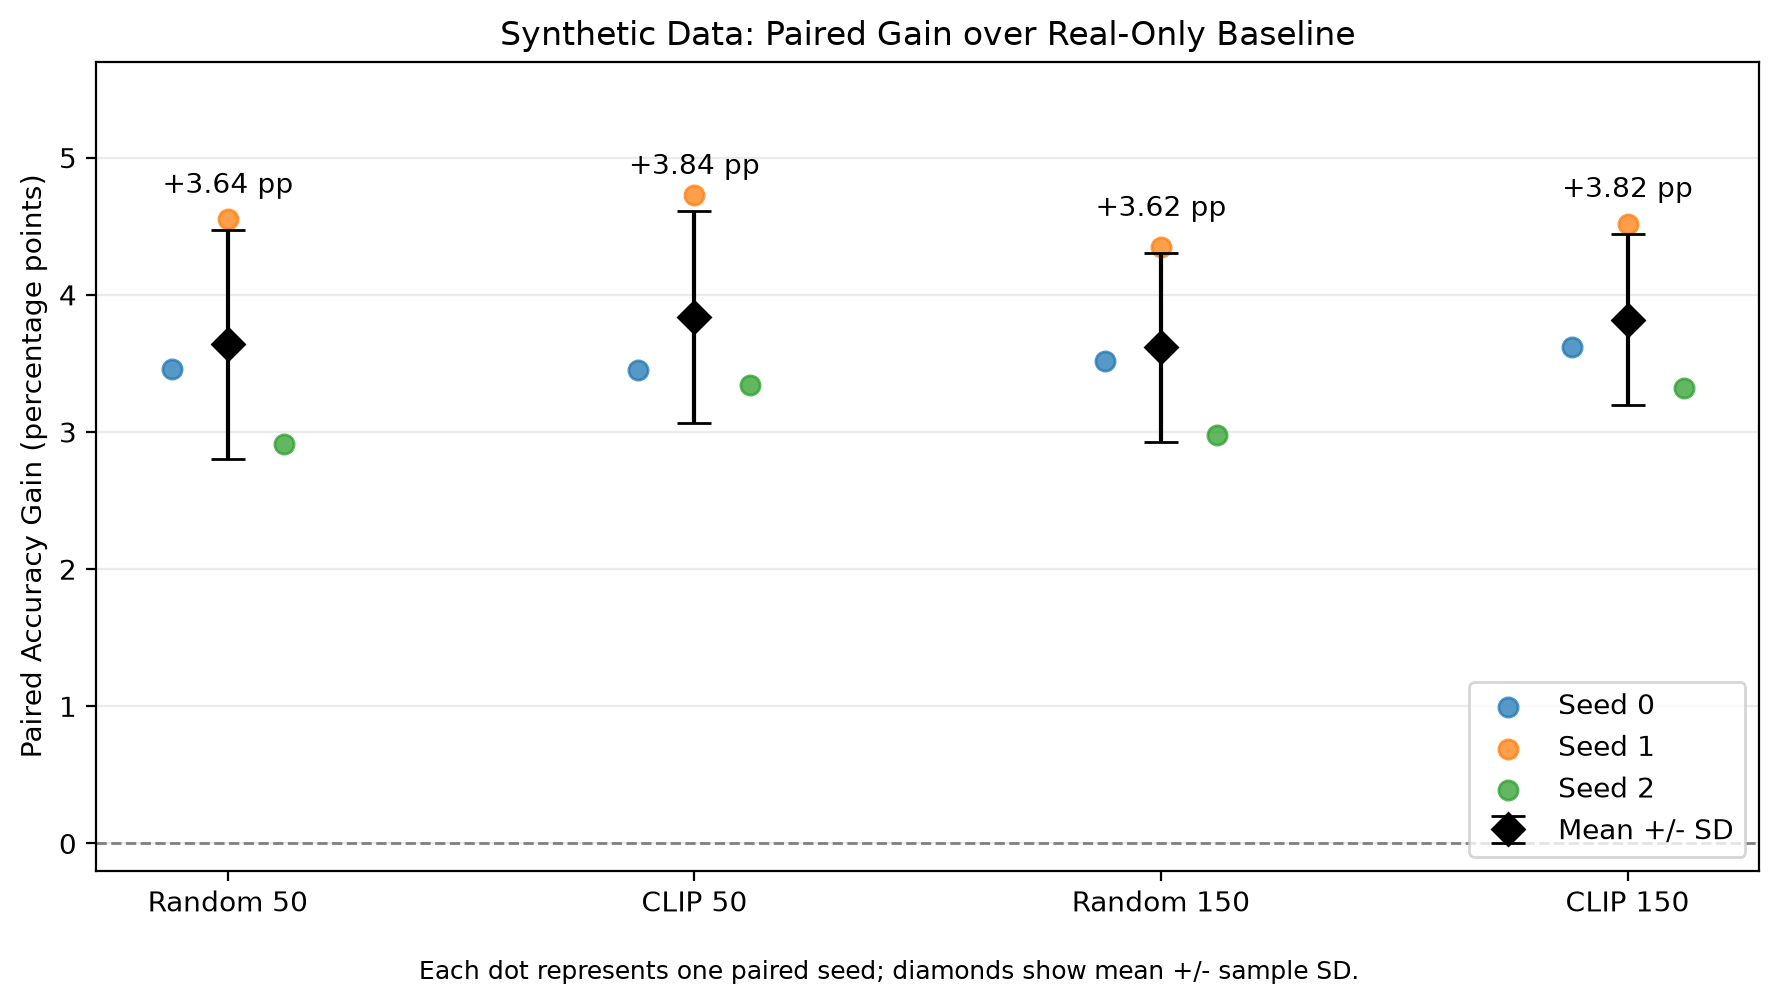 Synthetic Data: Paired Gain over Real-Only Baseline
Paired Accuracy Gain (percentage points)
5
4
3
2
1
0
+3.64 pp
+3.84 pp
+3.62 pp
+3.82 pp
Seed 0
Seed 1
Seed 2
Mean +/- SD
Random 50
CLIP 50
Random 150
CLIP 150
Each dot represents one paired seed; diamonds show mean +/- sample SD.